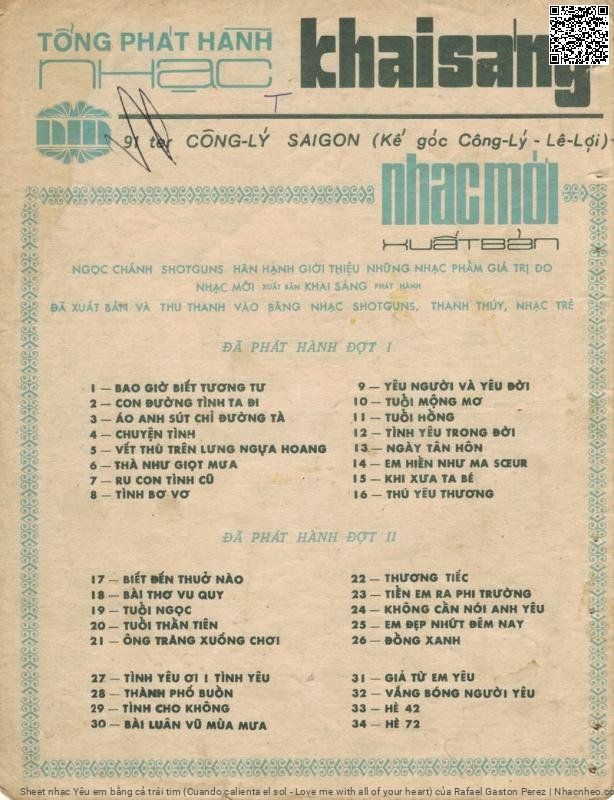 TỔNG PHÁT HÀNH
NHẠC khaisáng
91 ter CÔNG-LÝ SAIGON (Kế góc Công-Lý - Lê-Lợi)
nhạc mới
XUẤT BẢN
NGỌC CHÁNH SHOTGUNS HÂN HẠNH GIỚI THIỆU NHỮNG NHẠC PHẨM GIÁ TRỊ DO
NHẠC MỚI XUẤT BẢN KHAI SÁNG PHÁT HÀNH
ĐÃ XUẤT BẢN VÀ THU THANH VÀO BĂNG NHẠC SHOTGUNS, THANH THÚY, NHẠC TRẺ
ĐÃ PHÁT HÀNH ĐỢT I
1 — BAO GIỜ BIẾT TƯƠNG TƯ
2 — CON ĐƯỜNG TÌNH TA ĐI
3 — ÁO ANH SÚT CHỈ ĐƯỜNG TÀ
4 — CHUYỆN TÌNH
5 — VẾT THÙ TRÊN LƯNG NGỰA HOANG
6 — THÀ NHƯ GIỌT MƯA
7 — RU CON TÌNH CŨ
8 — TÌNH BƠ VƠ
9 — YÊU NGƯỜI VÀ YÊU ĐỜI
10 — TUỔI MỘNG MƠ
11 — TUỔI HỒNG
12 — TÌNH YÊU TRONG ĐỜI
13 — NGÀY TÂN HÔN
14 — EM HIỀN NHƯ MA SŒUR
15 — KHI XƯA TA BÉ
16 — THÚ YÊU THƯƠNG
ĐÃ PHÁT HÀNH ĐỢT II
17 — BIẾT ĐẾN THUỞ NÀO
18 — BÀI THƠ VU QUY
19 — TUỔI NGỌC
20 — TUỔI THẦN TIÊN
21 — ÔNG TRĂNG XUỐNG CHƠI
22 — THƯƠNG TIẾC
23 — TIỄN EM RA PHI TRƯỜNG
24 — KHÔNG CẦN NÓI ANH YÊU
25 — EM ĐẸP NHỨT ĐÊM NAY
26 — ĐỒNG XANH
27 — TÌNH YÊU ƠI ! TÌNH YÊU
28 — THÀNH PHỐ BUỒN
29 — TÌNH CHO KHÔNG
30 — BÀI LUÂN VŨ MÙA MƯA
31 — GIẢ TỪ EM YÊU
32 — VẮNG BÓNG NGƯỜI YÊU
33 — HÈ 42
34 — HÈ 72
Sheet nhạc Yêu em bằng cả trái tim (Cuando calienta el sol - Love me with all of your heart) của Rafael Gaston Perez | Nhacnheo.co